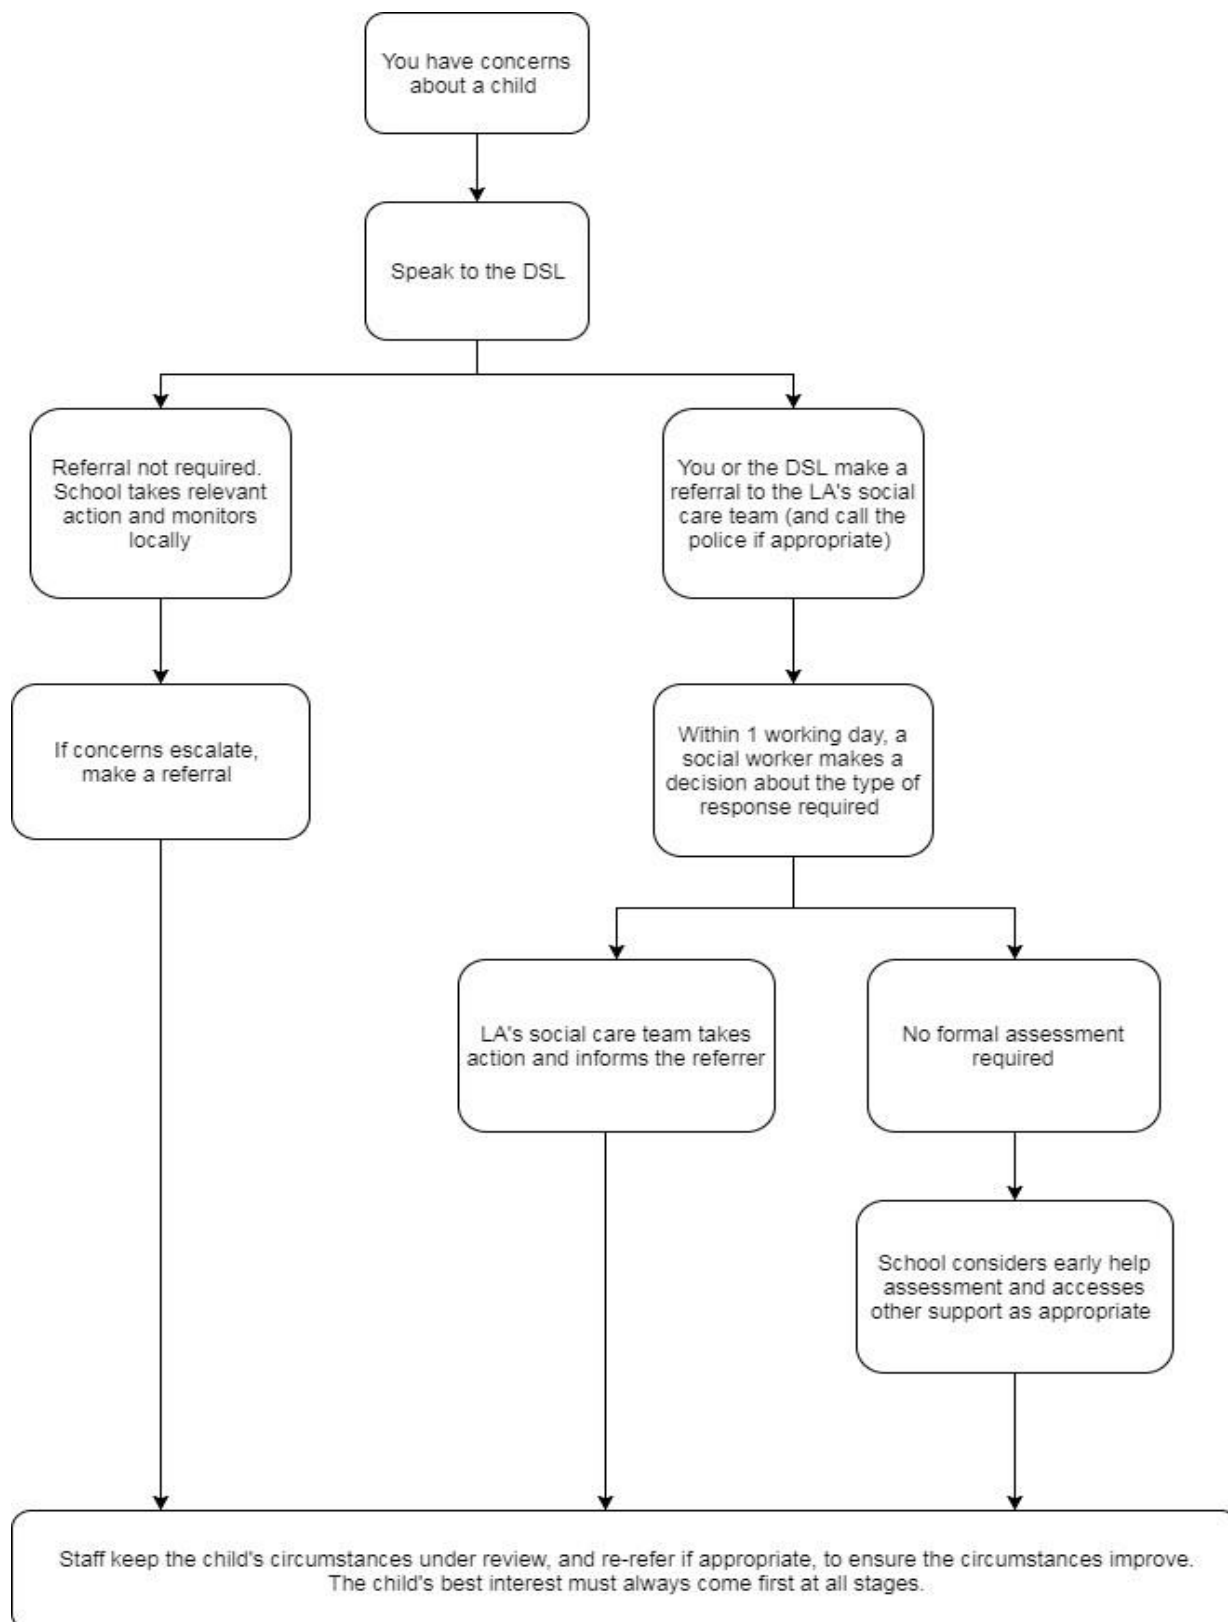 You have concerns
about a child
Speak to the DSL
Referral not required.
School takes relevant
action and monitors
locally
You or the DSL make a
referral to the LA's social
care team (and call the
police if appropriate)
If concerns escalate,
make a referral
Within 1 working day, a
social worker makes a
decision about the type of
response required
LA's social care team takes
action and informs the referrer
No formal assessment
required
School considers early help
assessment and accesses
other support as appropriate
Staff keep the child's circumstances under review, and re-refer if appropriate, to ensure the circumstances improve.
The child's best interest must always come first at all stages.